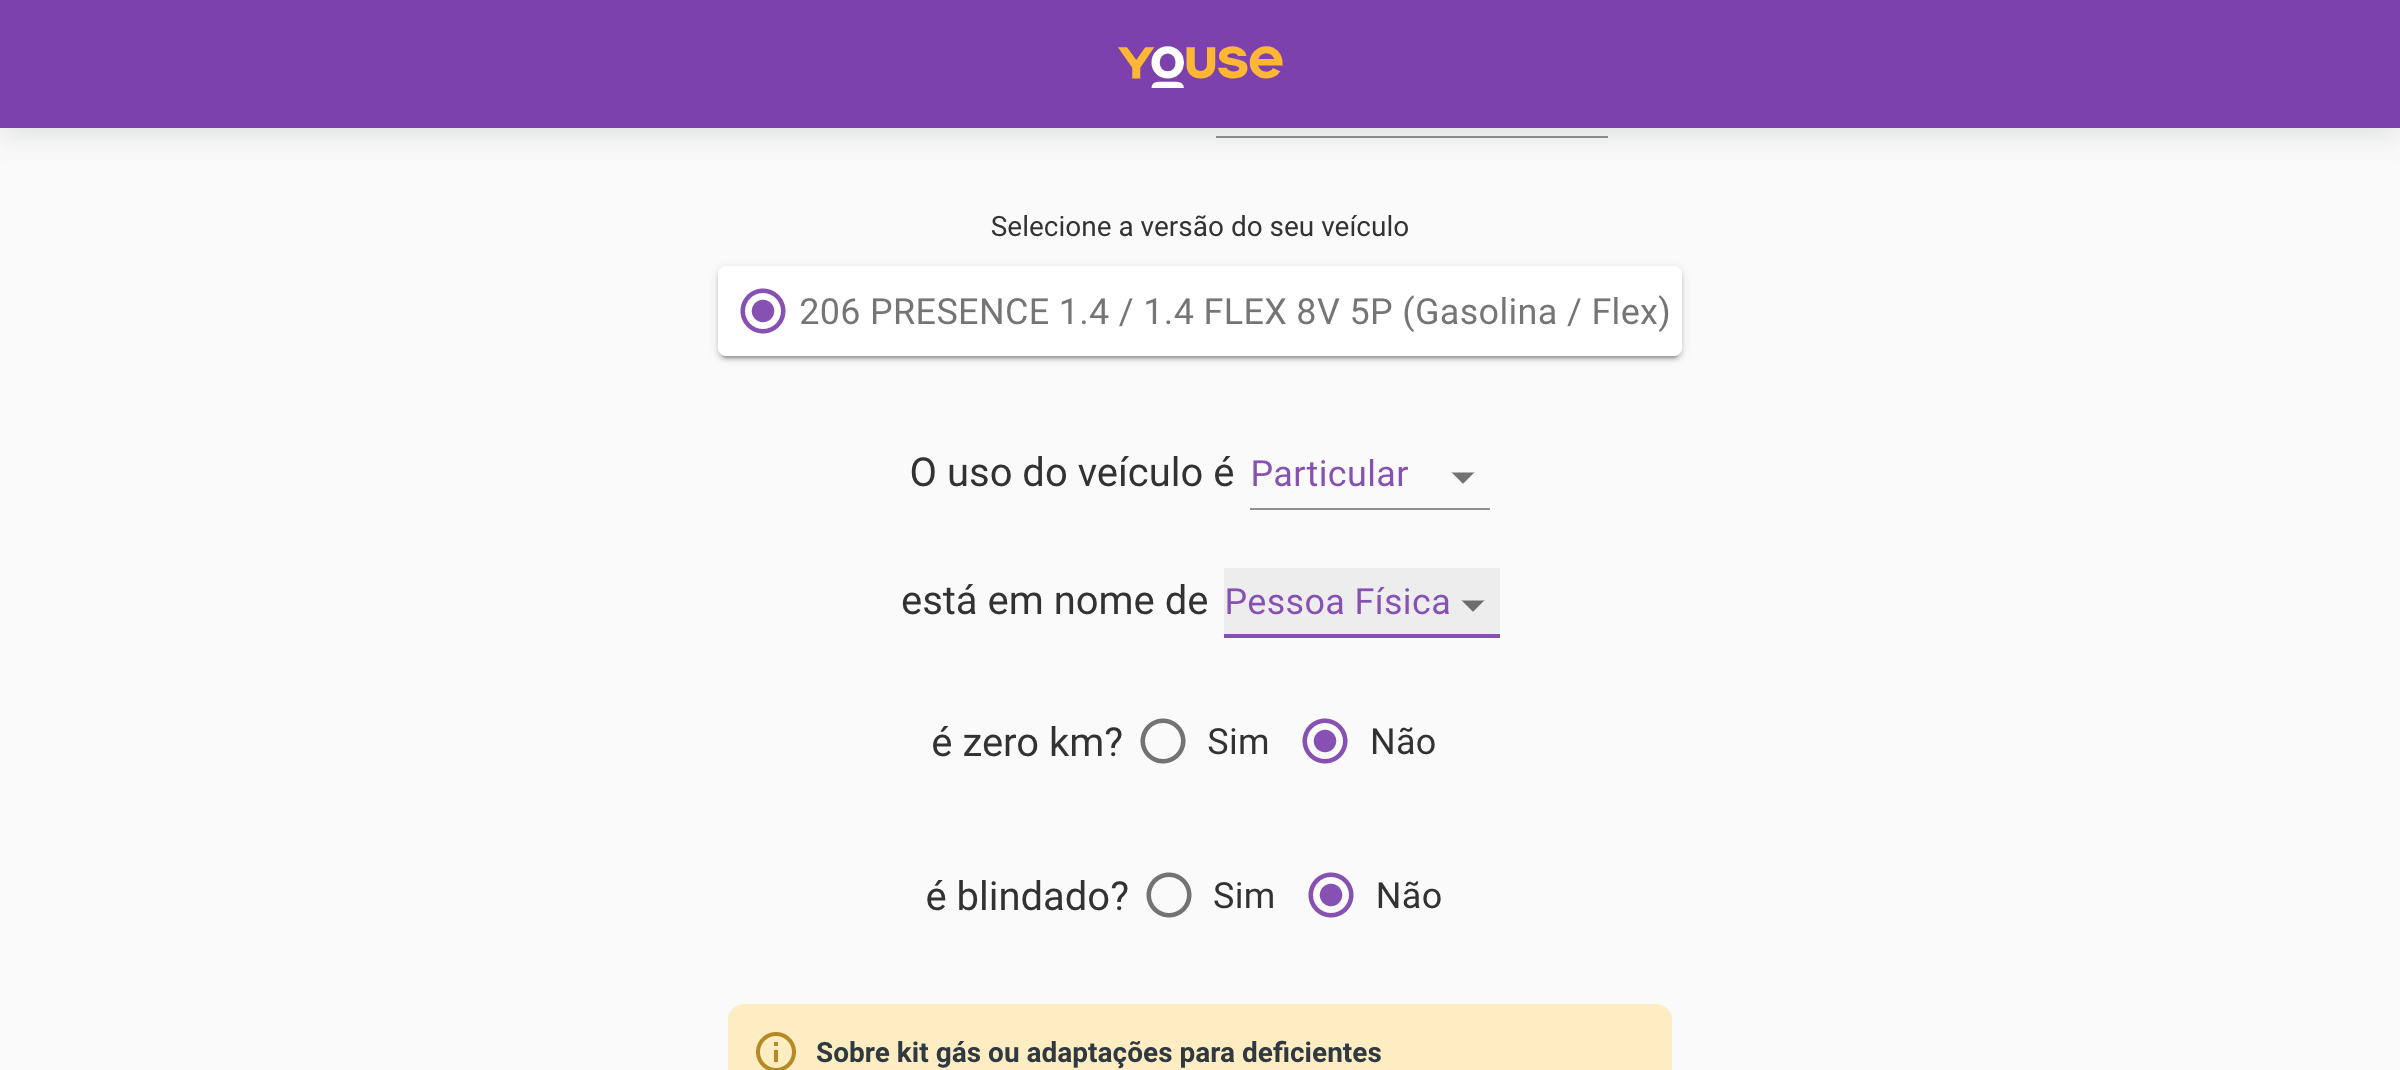 Youse
Selecione a versão do seu veículo
206 PRESENCE 1.4 / 1.4 FLEX 8V 5P (Gasolina / Flex)
O uso do veículo é Particular
está em nome de Pessoa Física
é zero km? Sim Não
é blindado? Sim Não
Sobre kit gás ou adaptações para deficientes